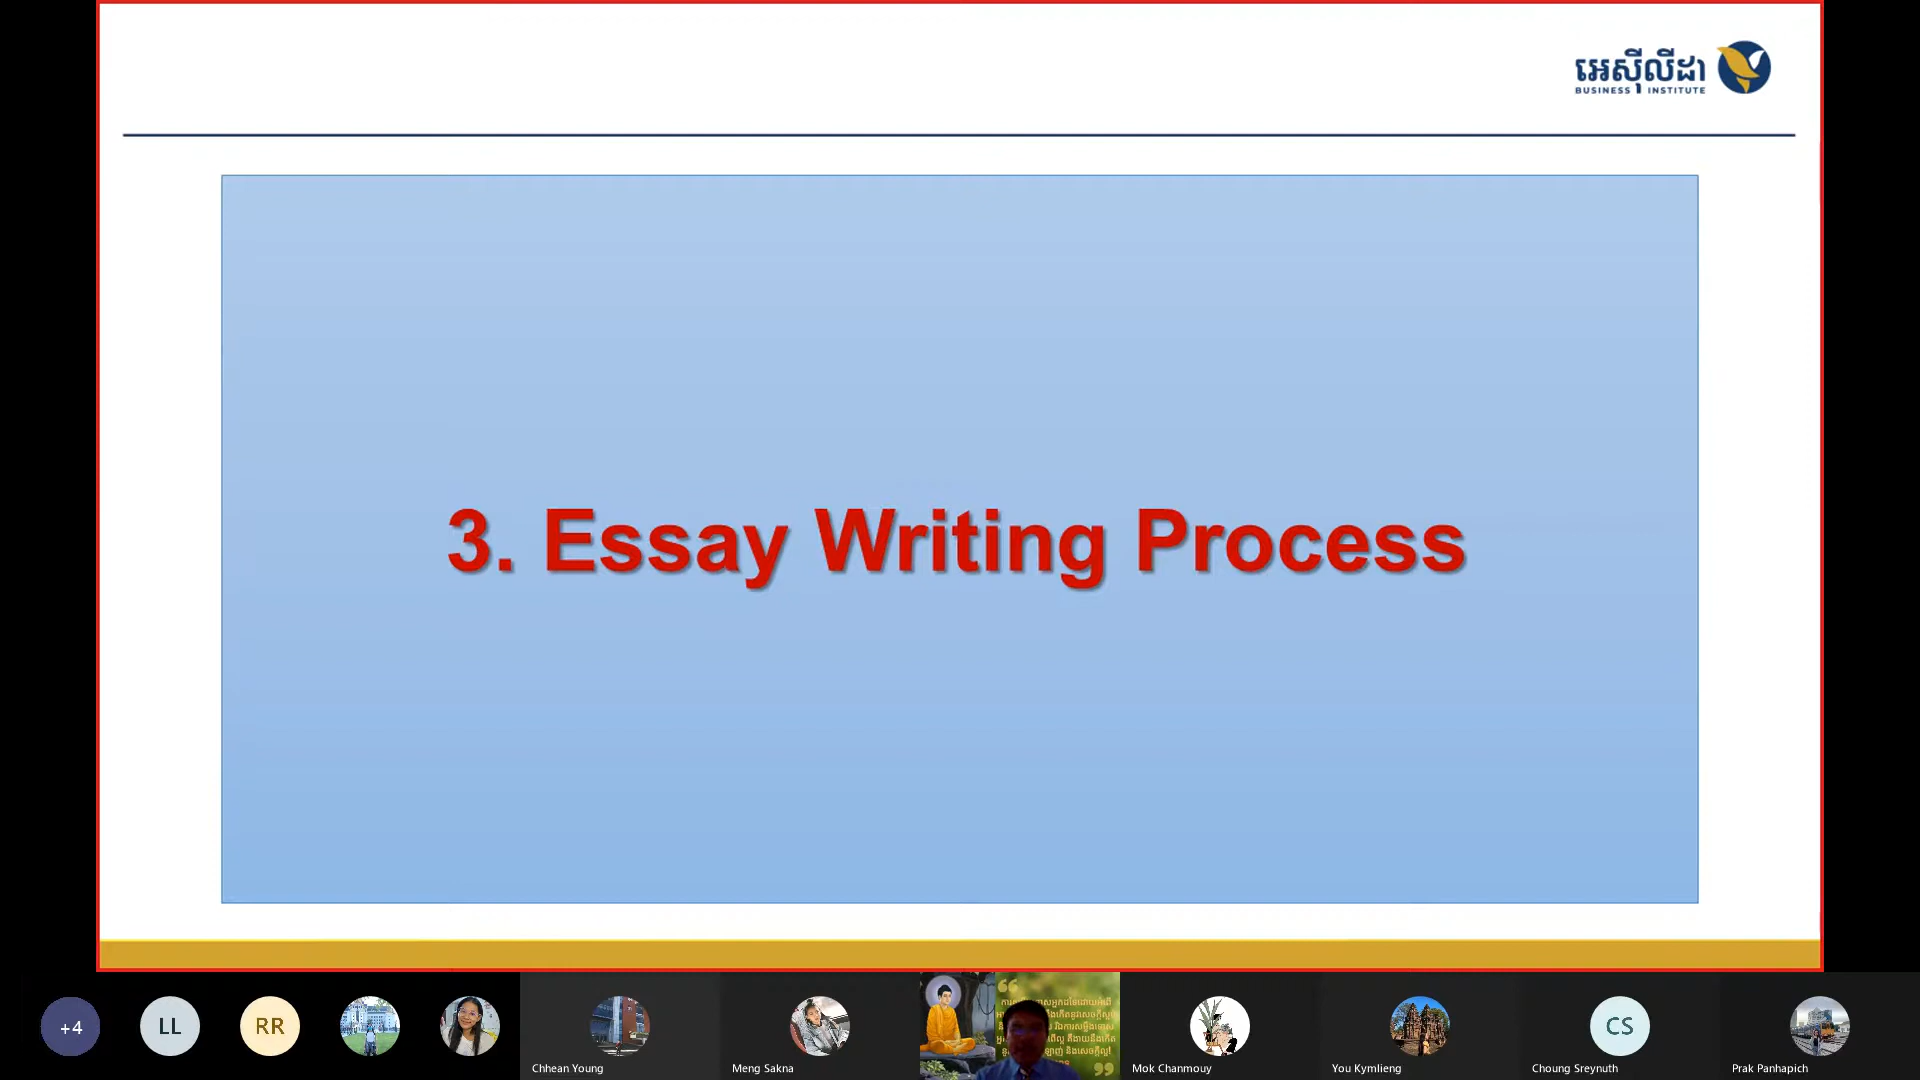 អេស៊ីលីដា
BUSINESS INSTITUTE
3. Essay Writing Process
+4
LL
RR
Chhean Young
Meng Sakna
Mok Chanmouy
You Kymlieng
CS
Choung Sreynuth
Prak Panhapich